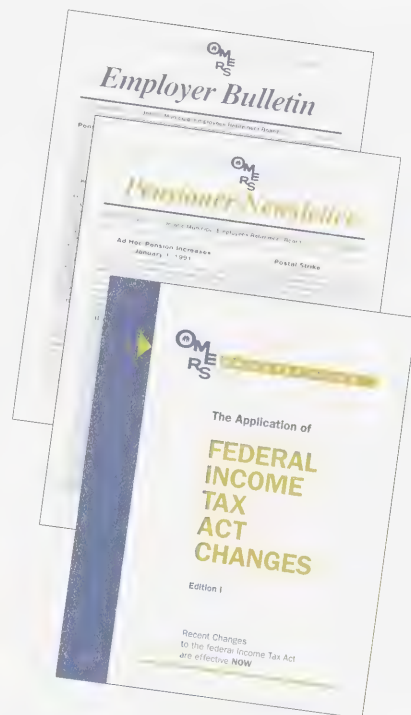 OMERS
Employer Bulletin
OMERS
Pensioner Newsletter
Ad Hoc Pension Increases
January 1, 1991
Postal Strike
OMERS
The Application of
FEDERAL
INCOME
TAX
ACT
CHANGES
Edition I
Recent Changes
to the federal Income Tax Act
are effective NOW